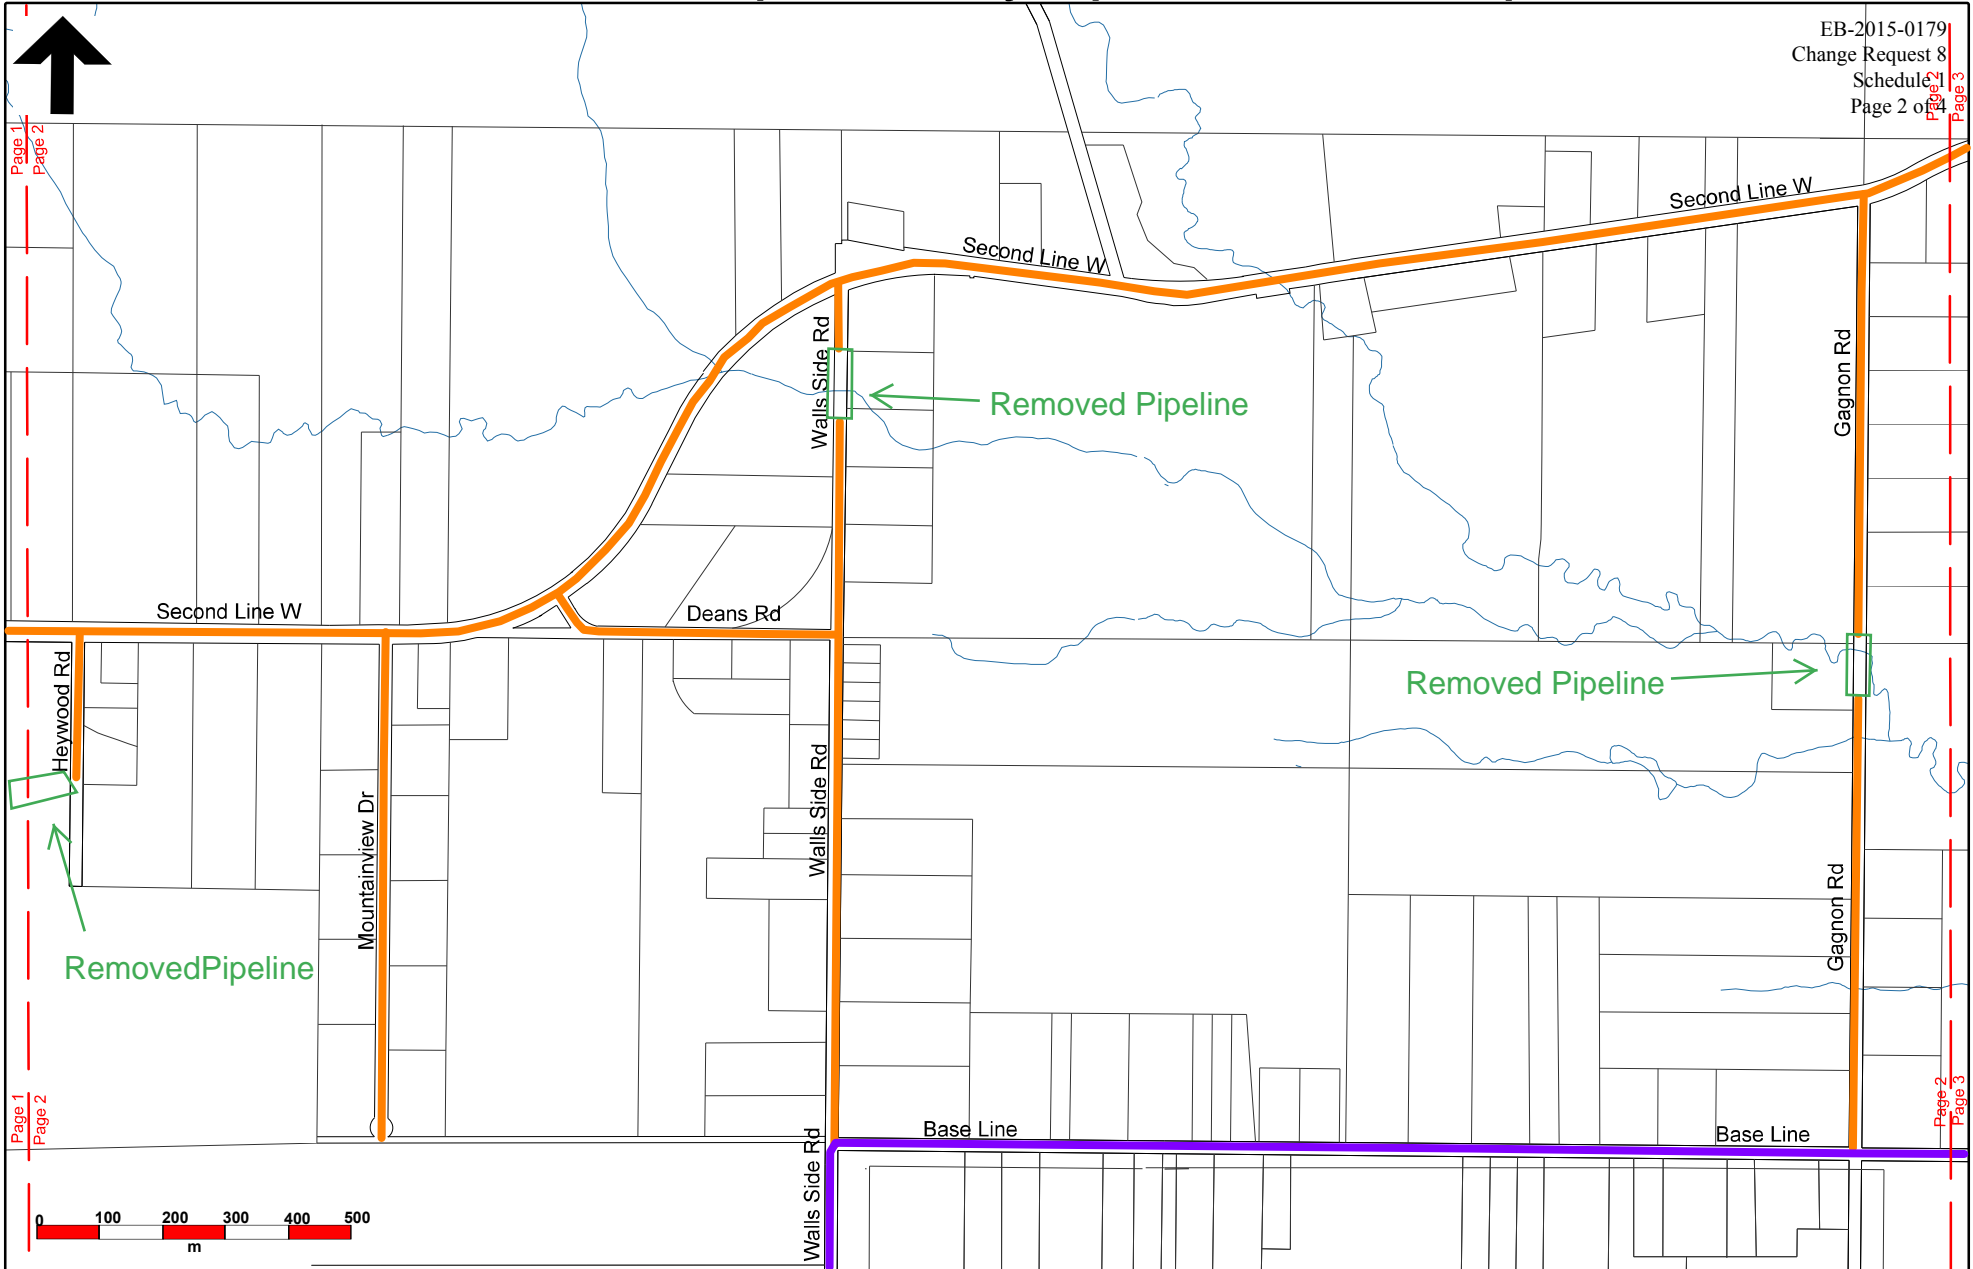 EB-2015-0179
Change Request 8
Schedule 1
Page 2 of 4
Page 1
Page 2
Page 2
Page 3
Second Line W
Second Line W
Walls Side Rd
Gagnon Rd
Removed Pipeline
Second Line W
Deans Rd
Heywood Rd
Removed Pipeline
Mountainview Dr
Walls Side Rd
Gagnon Rd
RemovedPipeline
Page 1
Page 2
Page 2
Page 3
Base Line
Base Line
Walls Side Rd
0 100 200 300 400 500
m